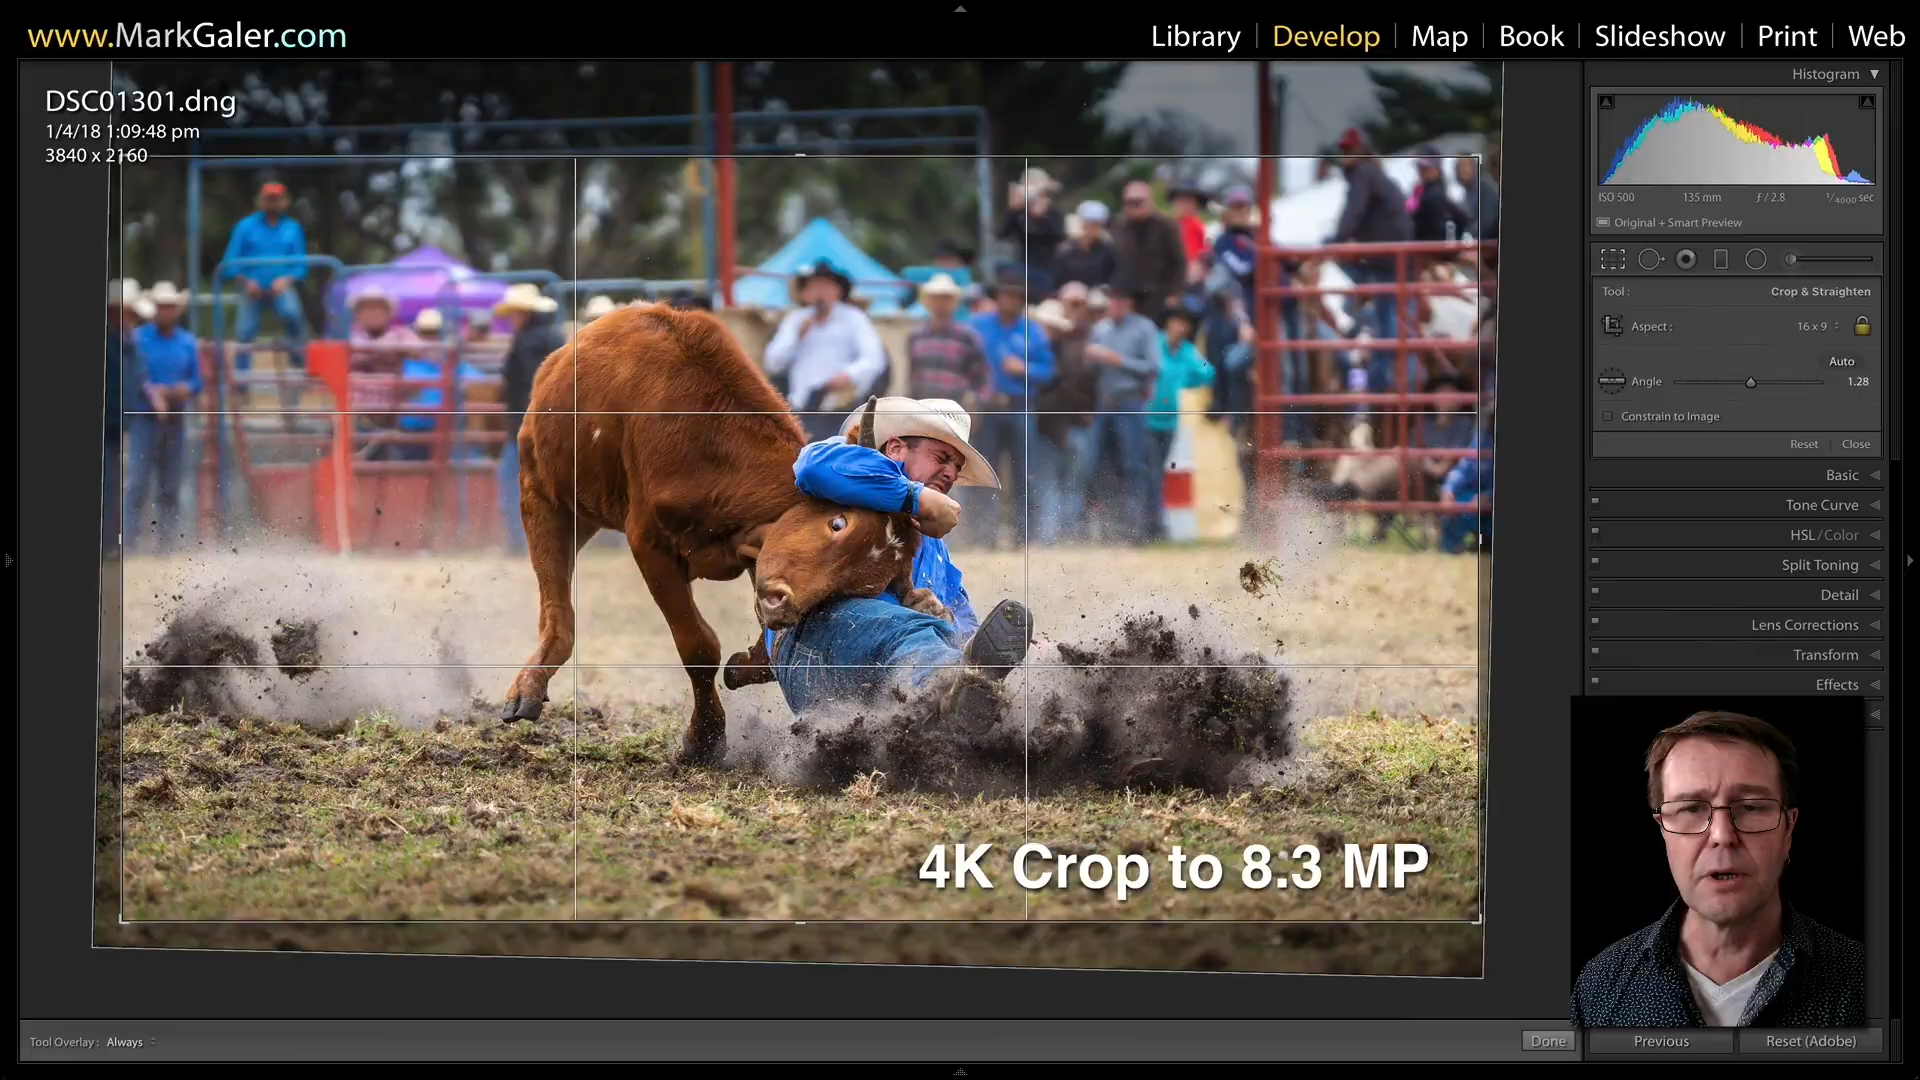 www.MarkGaler.com
Library | Develop | Map | Book | Slideshow | Print | Web
DSC01301.dng
1/4/18 1:09:48 pm
3840 x 2160
Histogram
ISO 500 135 mm ƒ / 2.8 1/4000 sec
Original + Smart Preview
Tool : Crop & Straighten
Aspect : 16 x 9
Auto
Angle 1.28
Constrain to Image
Reset | Close
Basic
Tone Curve
HSL / Color
Split Toning
Detail
Lens Corrections
Transform
Effects
4K Crop to 8.3 MP
Tool Overlay : Always
Done
Previous
Reset (Adobe)